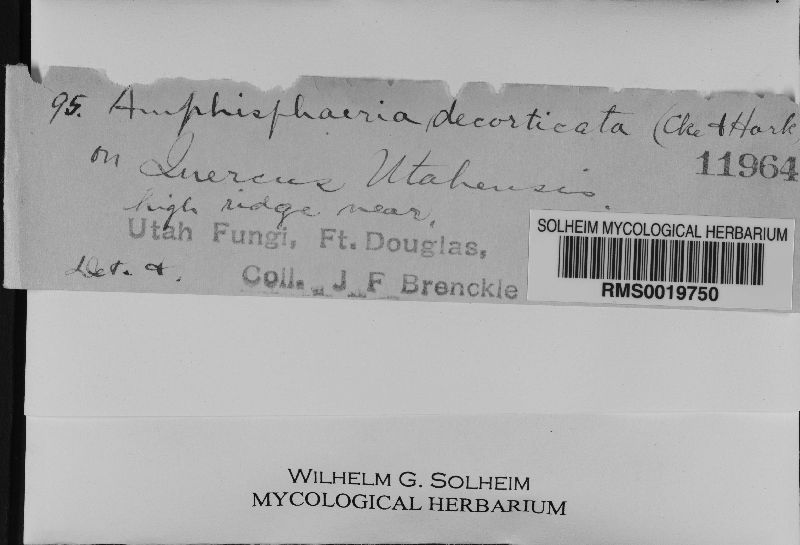 95. Amphisphaeria decorticata (Cke & Hark
11964
on Quercus Utahensis.
high ridge near,
Utah Fungi, Ft. Douglas,
Det. &. Coll. J F Brenckle
SOLHEIM MYCOLOGICAL HERBARIUM
RMS0019750
WILHELM G. SOLHEIM
MYCOLOGICAL HERBARIUM